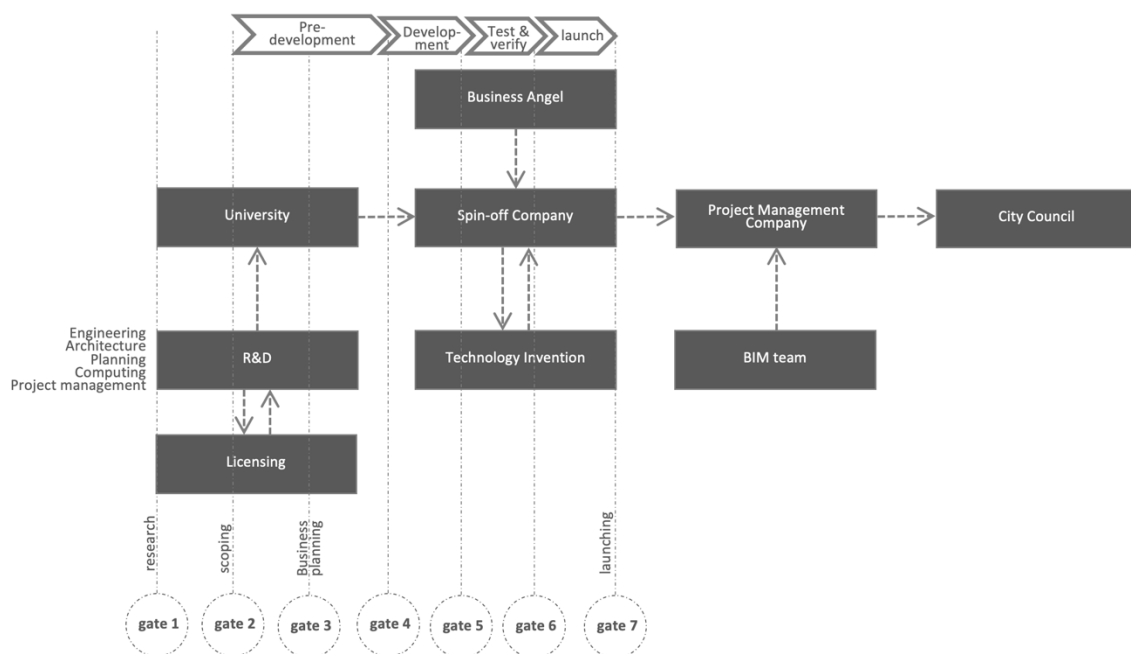 Pre-
development
Develop-
ment
Test &
verify
launch
Business Angel
University
Spin-off Company
Project Management
Company
City Council
Engineering
Architecture
Planning
Computing
Project management
R&D
Technology Invention
BIM team
Licensing
research
scoping
Business
planning
launching
gate 1
gate 2
gate 3
gate 4
gate 5
gate 6
gate 7